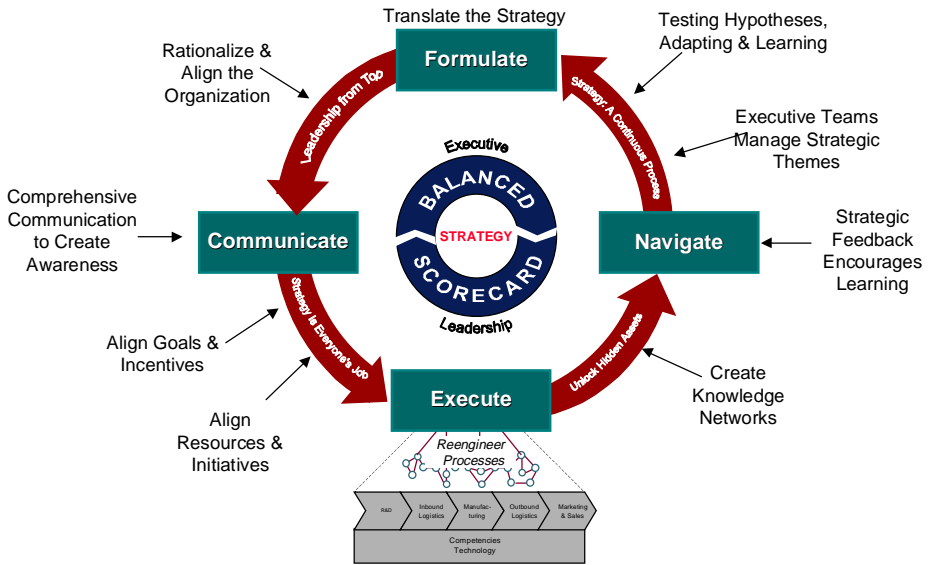 Translate the Strategy
Formulate
Testing Hypotheses,
Adapting & Learning
Rationalize &
Align the
Organization
Leadership from Top
Strategy: A Continuous Process
Executive Teams
Manage Strategic
Themes
Executive
BALANCED
STRATEGY
SCORECARD
Leadership
Comprehensive
Communication
to Create
Awareness
Communicate
Navigate
Strategic
Feedback
Encourages
Learning
Strategy Is Everyone's Job
Unlock Hidden Assets
Align Goals &
Incentives
Align
Resources &
Initiatives
Execute
Create
Knowledge
Networks
Reengineer
Processes
R&D
Inbound
Logistics
Manufac-
turing
Outbound
Logistics
Marketing
& Sales
Competencies
Technology